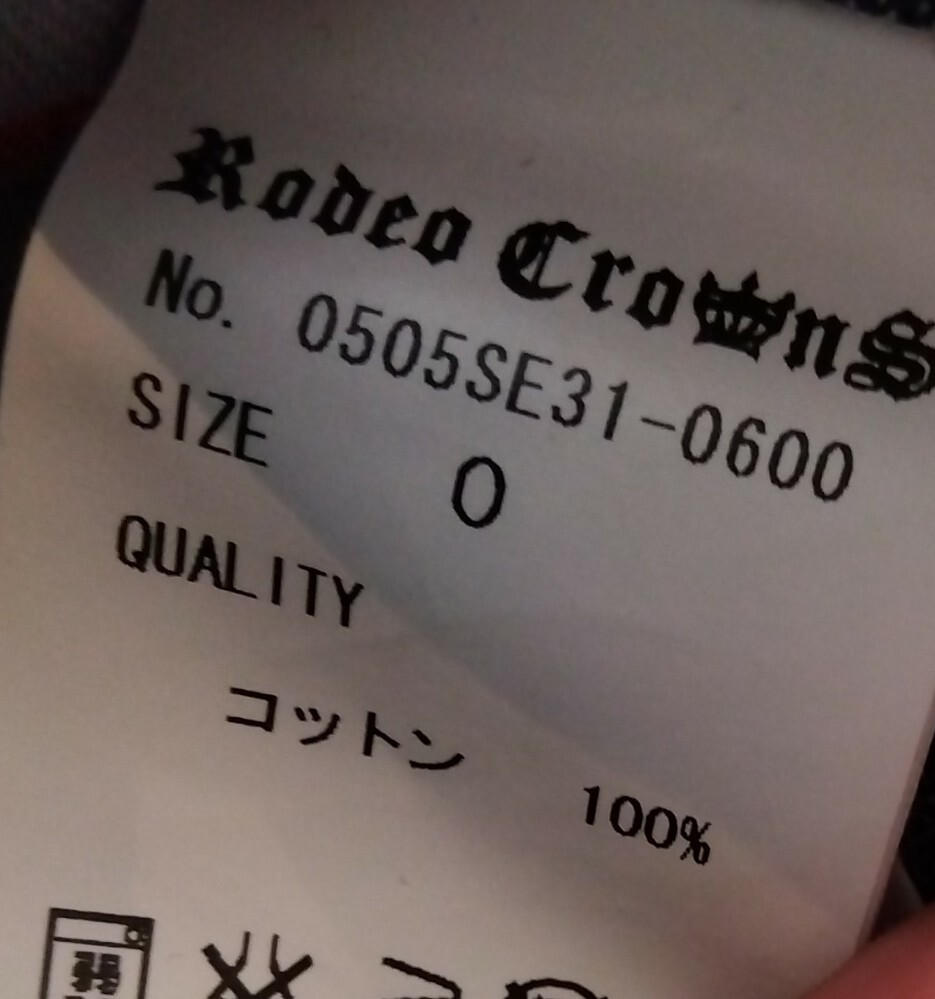 Rodeo Crowns
No. 0505SE31-0600
SIZE 0
QUALITY
コットン 100%